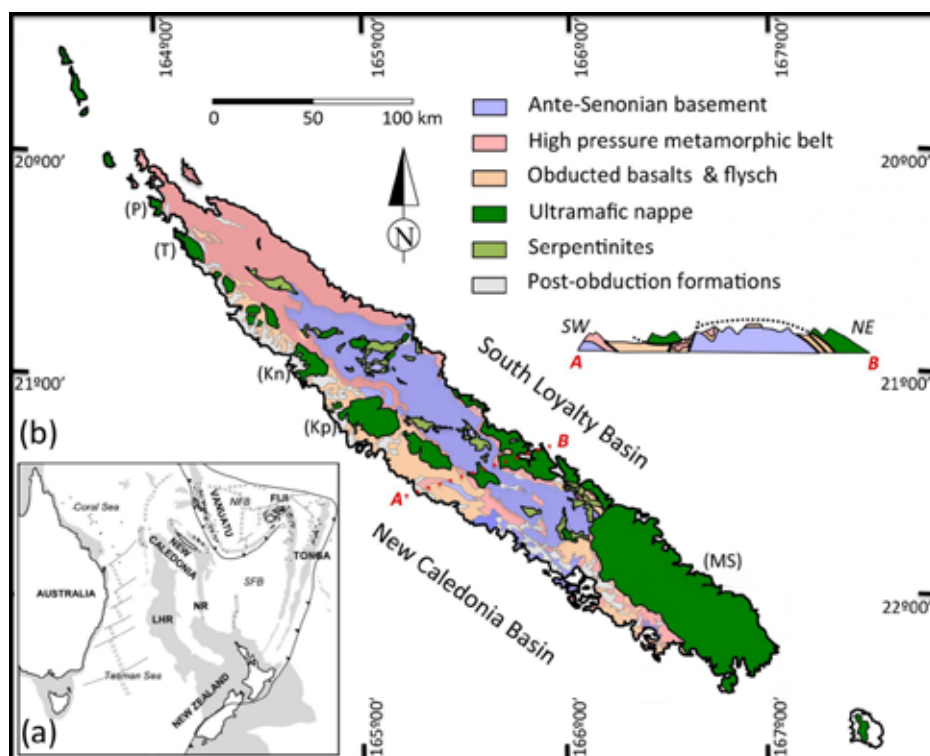 164º00'
165º00'
166º00'
167º00'
0 50 100 km
N
Ante-Senonian basement
High pressure metamorphic belt
Obducted basalts & flysch
Ultramafic nappe
Serpentinites
Post-obduction formations
20º00'
20º00'
(P)
(T)
(Kn)
(Kp)
(MS)
SW
NE
A
B
21º00'
21º00'
South Loyalty Basin
B
A
New Caledonia Basin
22º00'
165º00'
166º00'
167º00'
(b)
Coral Sea
VANUATU
NFB
FIJI
NEW
CALEDONIA
TONGA
AUSTRALIA
LHR
NR
SFB
Tasman Sea
NEW ZEALAND
(a)